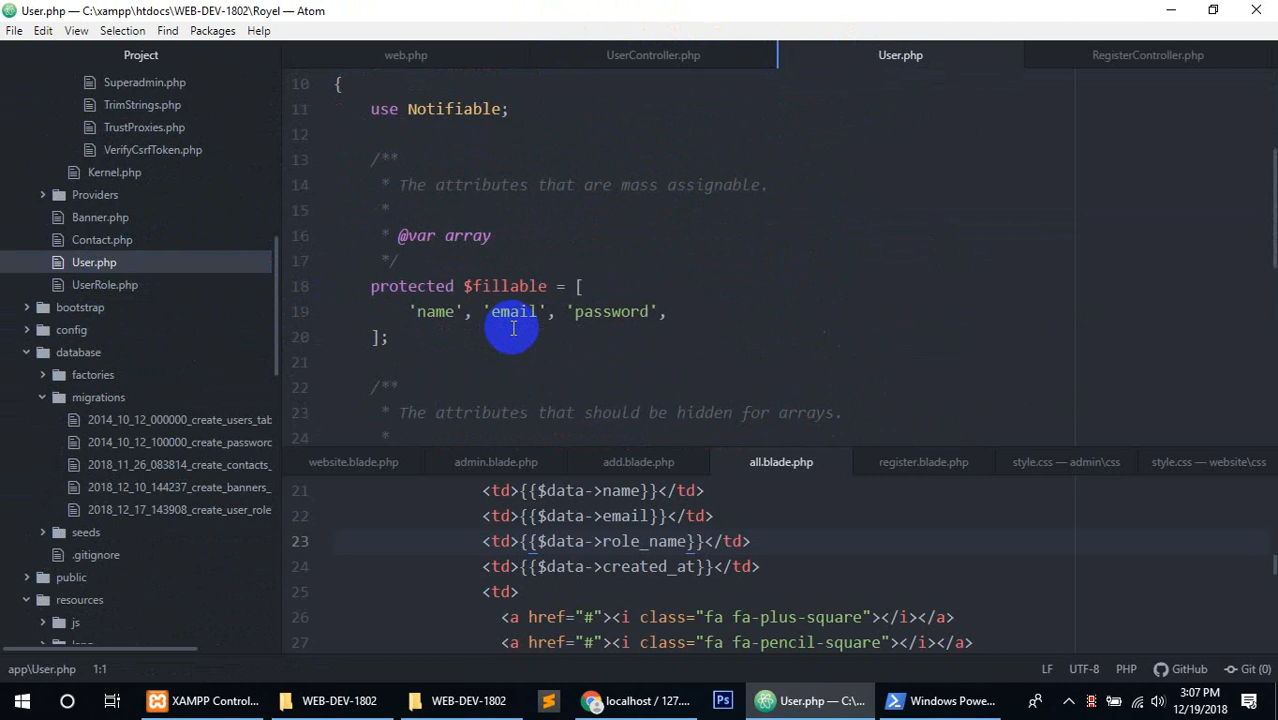 User.php — C:\xampp\htdocs\WEB-DEV-1802\Royel — Atom
File Edit View Selection Find Packages Help
Project
Superadmin.php
TrimStrings.php
TrustProxies.php
VerifyCsrfToken.php
Kernel.php
Providers
Banner.php
Contact.php
User.php
UserRole.php
bootstrap
config
database
factories
migrations
2014_10_12_000000_create_users_tab
2014_10_12_100000_create_password
2018_11_26_083814_create_contacts_
2018_12_10_144237_create_banners_
2018_12_17_143908_create_user_role
seeds
.gitignore
public
resources
js
web.php UserController.php User.php RegisterController.php
10 {
11 use Notifiable;
12
13 /**
14 * The attributes that are mass assignable.
15 *
16 * @var array
17 */
18 protected $fillable = [
19 'name', 'email', 'password',
20 ];
21
22 /**
23 * The attributes that should be hidden for arrays.
24 *
website.blade.php admin.blade.php add.blade.php all.blade.php register.blade.php style.css — admin\css style.css — website\css
21 <td>{{$data->name}}</td>
22 <td>{{$data->email}}</td>
23 <td>{{$data->role_name}}</td>
24 <td>{{$data->created_at}}</td>
25 <td>
26 <a href="#"><i class="fa fa-plus-square"></i></a>
27 <a href="#"><i class="fa fa-pencil-square"></i></a>
app\User.php 1:1 LF UTF-8 PHP GitHub Git (0)
XAMPP Control... WEB-DEV-1802 WEB-DEV-1802 Ps localhost / 127.... User.php — C:\... Windows Powe...
3:07 PM
12/19/2018